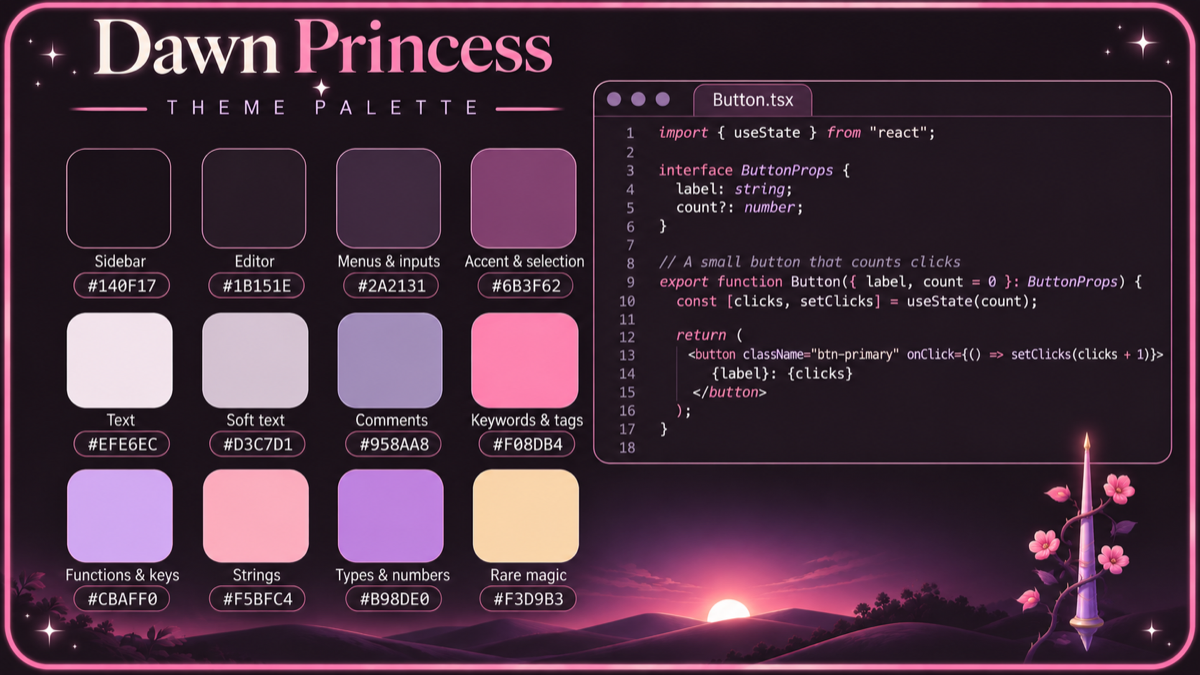 Dawn Princess
THEME PALETTE
Sidebar
#140F17
Editor
#1B151E
Menus & inputs
#2A2131
Accent & selection
#6B3F62
Text
#EFE6EC
Soft text
#D3C7D1
Comments
#958AA8
Keywords & tags
#F08DB4
Functions & keys
#CBAFF0
Strings
#F5BFC4
Types & numbers
#B98DE0
Rare magic
#F3D9B3
Button.tsx
1 import { useState } from "react";
2
3 interface ButtonProps {
4 label: string;
5 count?: number;
6 }
7
8 // A small button that counts clicks
9 export function Button({ label, count = 0 }: ButtonProps) {
10 const [clicks, setClicks] = useState(count);
11
12 return (
13 <button className="btn-primary" onClick={() => setClicks(clicks + 1)}>
14 {label}: {clicks}
15 </button>
16 );
17 }
18